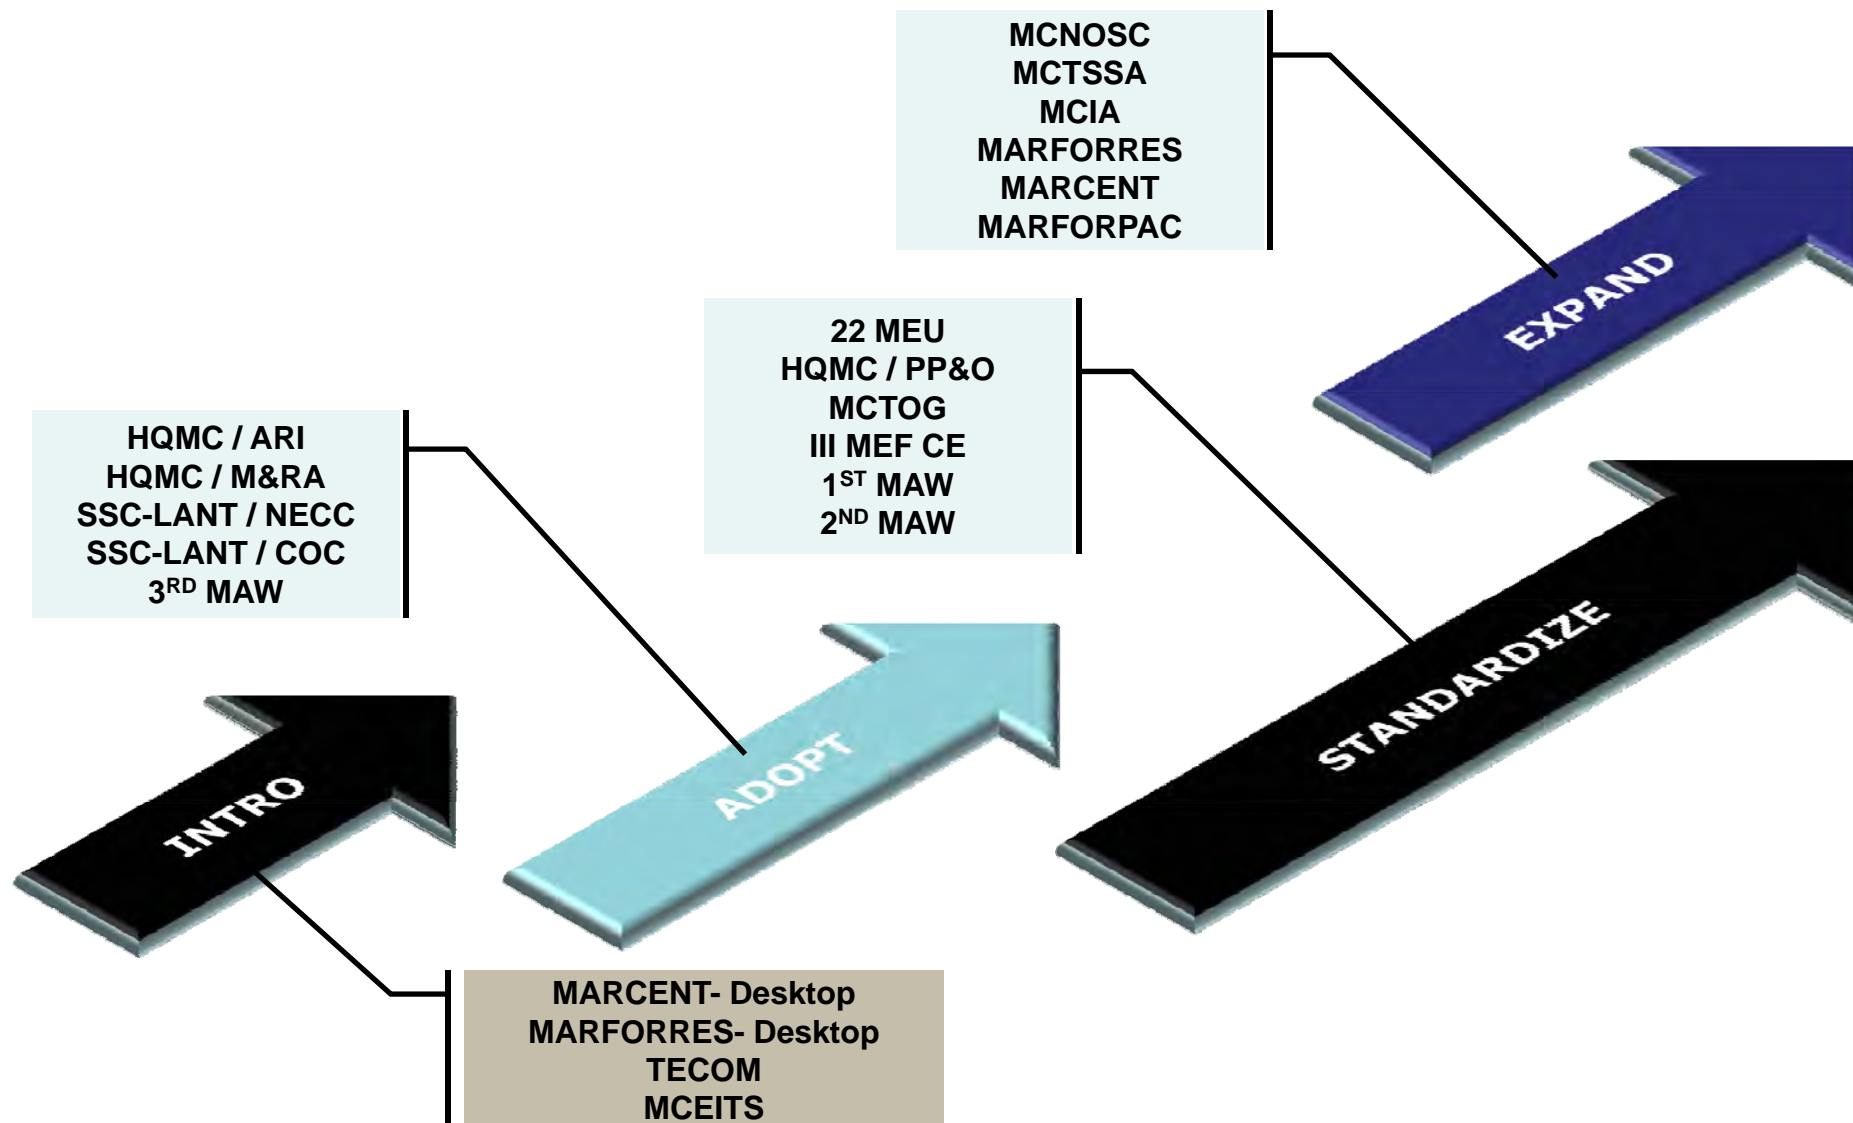 MCNOSC
MCTSSA
MCIA
MARFORRES
MARCENT
MARFORPAC
EXPAND
22 MEU
HQMC / PP&O
MCTOG
III MEF CE
1ST MAW
2ND MAW
STANDARDIZE
HQMC / ARI
HQMC / M&RA
SSC-LANT / NECC
SSC-LANT / COC
3RD MAW
ADOPT
INTRO
MARCENT- Desktop
MARFORRES- Desktop
TECOM
MCEITS